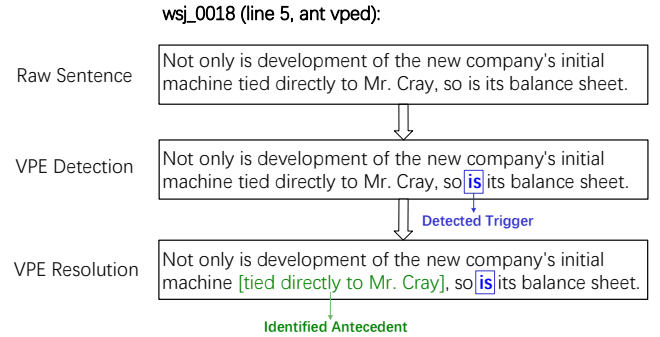 wsj_0018 (line 5, ant vped):
Raw Sentence
Not only is development of the new company's initial
machine tied directly to Mr. Cray, so is its balance sheet.
VPE Detection
Not only is development of the new company's initial
machine tied directly to Mr. Cray, so is its balance sheet.
Detected Trigger
VPE Resolution
Not only is development of the new company's initial
machine [tied directly to Mr. Cray], so is its balance sheet.
Identified Antecedent